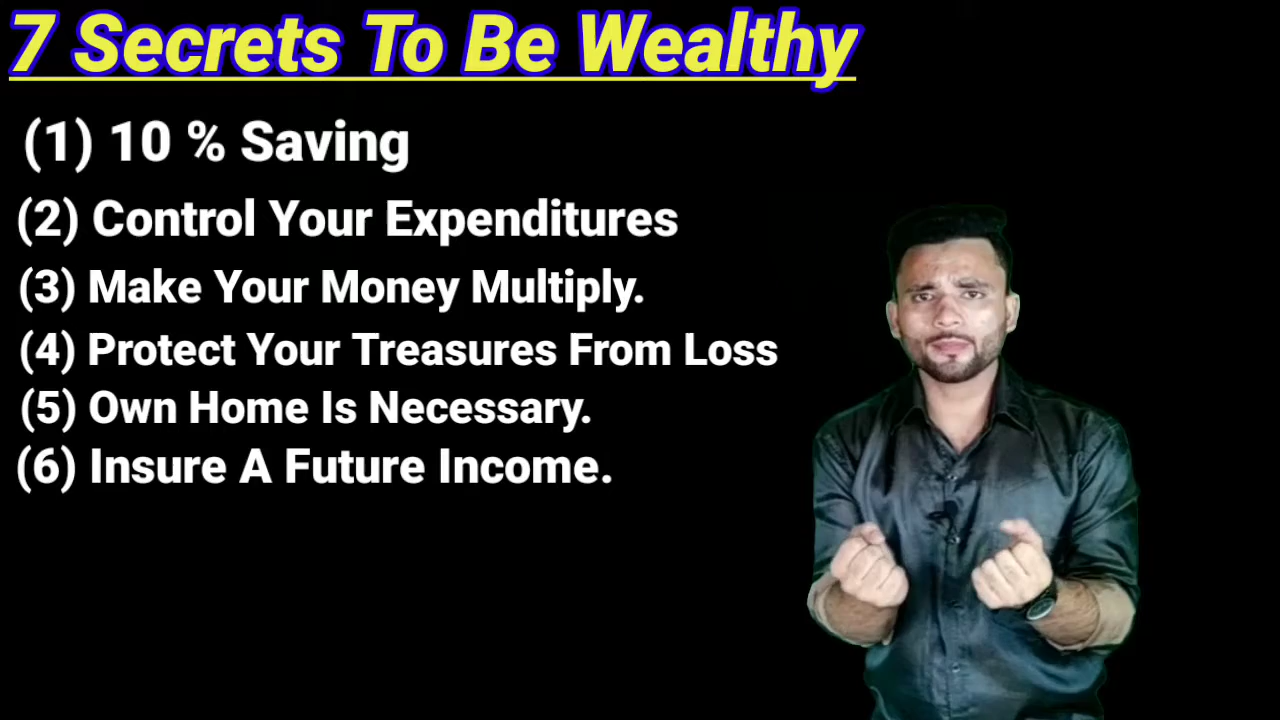 7 Secrets To Be Wealthy
(1) 10 % Saving
(2) Control Your Expenditures
(3) Make Your Money Multiply.
(4) Protect Your Treasures From Loss
(5) Own Home Is Necessary.
(6) Insure A Future Income.